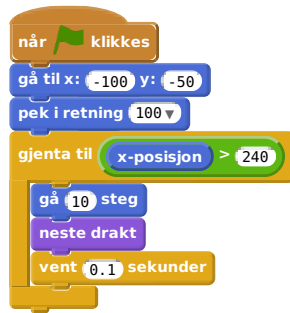 når klikkes
gå til x: -100 y: -50
pek i retning 100▼
gjenta til x-posisjon > 240
gå 10 steg
neste drakt
vent 0.1 sekunder